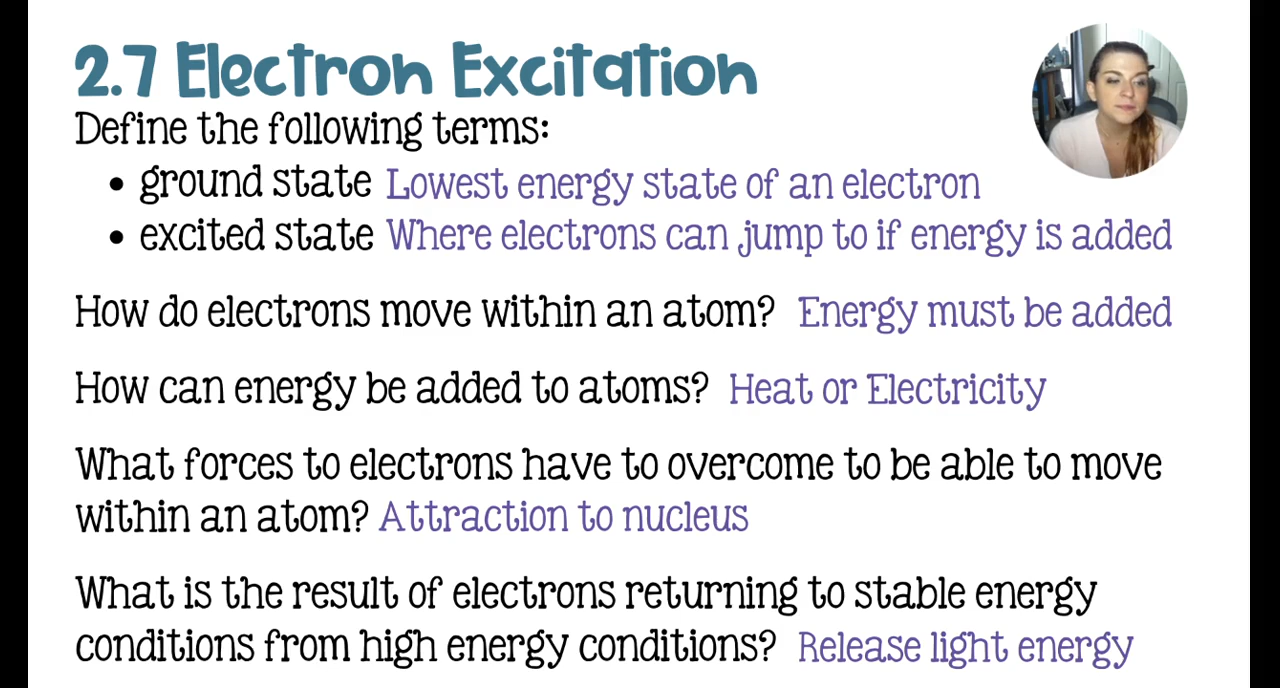 2.7 Electron Excitation
Define the following terms:
• ground state Lowest energy state of an electron
• excited state Where electrons can jump to if energy is added
How do electrons move within an atom? Energy must be added
How can energy be added to atoms? Heat or Electricity
What forces to electrons have to overcome to be able to move
within an atom? Attraction to nucleus
What is the result of electrons returning to stable energy
conditions from high energy conditions? Release light energy